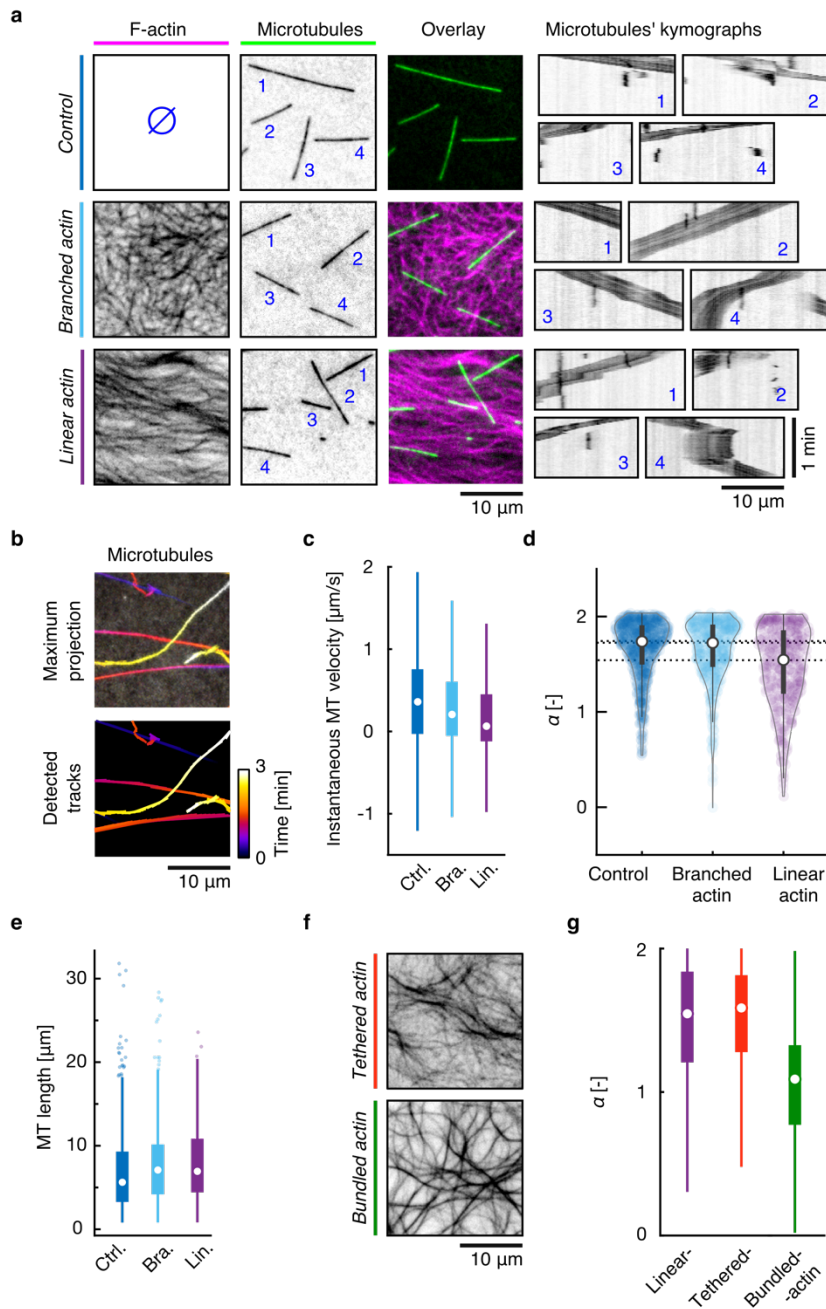 a
F-actin
Microtubules
Overlay
Microtubules' kymographs
Control
∅
1
2
3
4
1
2
3
4
Branched actin
1
2
3
4
1
2
3
4
Linear actin
1
2
3
4
1
2
3
4
1 min
10 µm
10 µm
b
Microtubules
Maximum
projection
Detected
tracks
3
0
Time [min]
10 µm
c
Instantaneous MT velocity [µm/s]
2
1
0
-1
Ctrl.
Bra.
Lin.
d
α [-]
2
1
0
Control
Branched
actin
Linear
actin
e
MT length [µm]
30
20
10
0
Ctrl.
Bra.
Lin.
f
Tethered actin
Bundled actin
10 µm
g
α [-]
2
1
0
Linear-
Tethered-
Bundled-
-actin